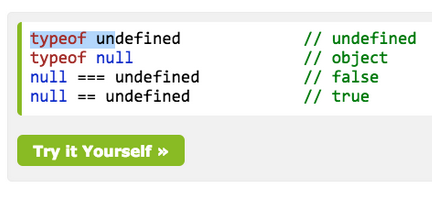 typeof undefined // undefined
typeof null // object
null === undefined // false
null == undefined // true
Try it Yourself »